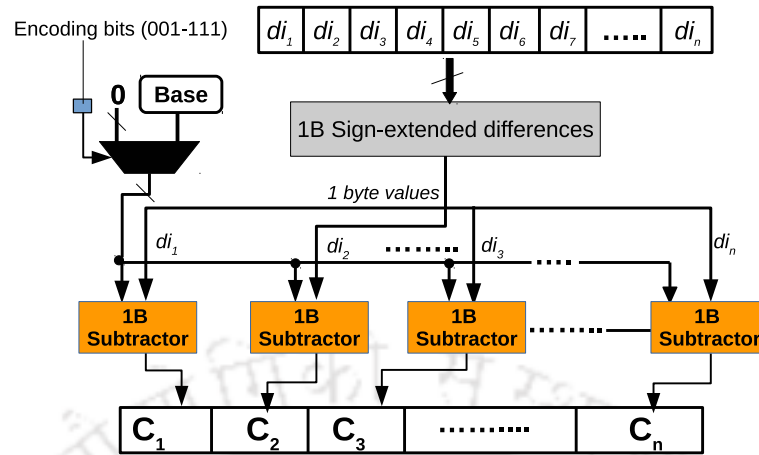 Encoding bits (001-111)
di1 di2 di3 di4 di5 di6 di7 ...... din
0 Base
1B Sign-extended differences
1 byte values
di1 di2 di3 din
1B Subtractor
1B Subtractor
1B Subtractor
1B Subtractor
C1 C2 C3 Cn